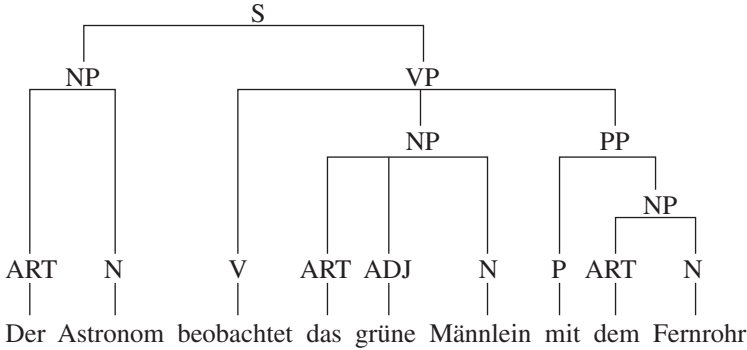 S
NP VP
NP PP
NP
ART N V ART ADJ N P ART N
Der Astronom beobachtet das grüne Männlein mit dem Fernrohr